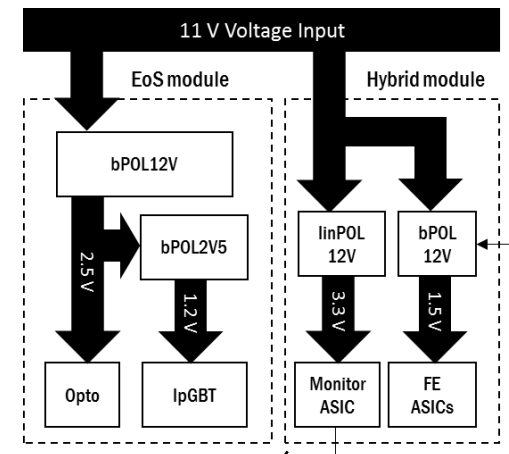 11 V Voltage Input
EoS module
Hybrid module
bPOL12V
2.5 V
bPOL2V5
1.2 V
Opto
lpGBT
linPOL
12V
bPOL
12V
3.3 V
1.5 V
Monitor
ASIC
FE
ASICs